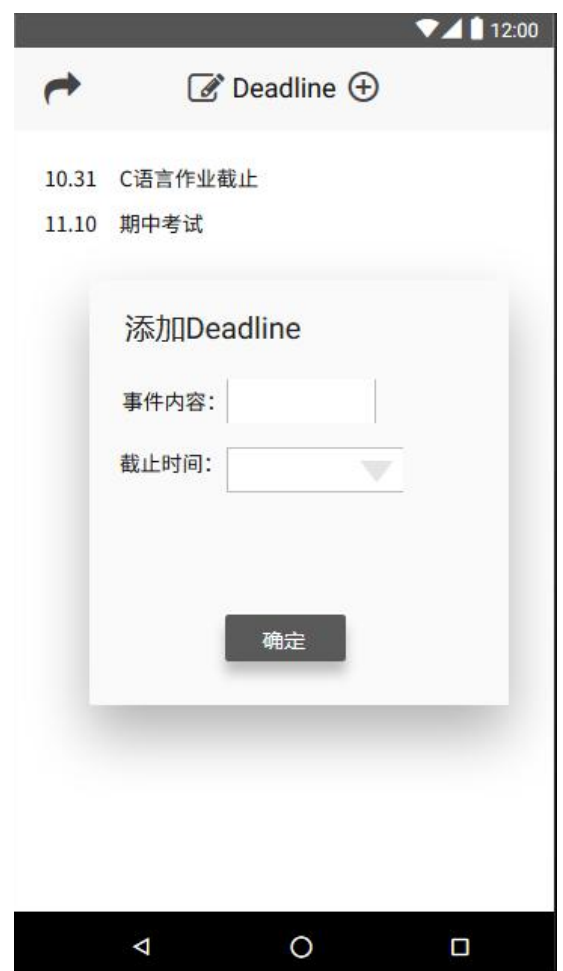 12:00
Deadline
10.31 C语言作业截止
11.10 期中考试
添加Deadline
事件内容：
截止时间：
确定